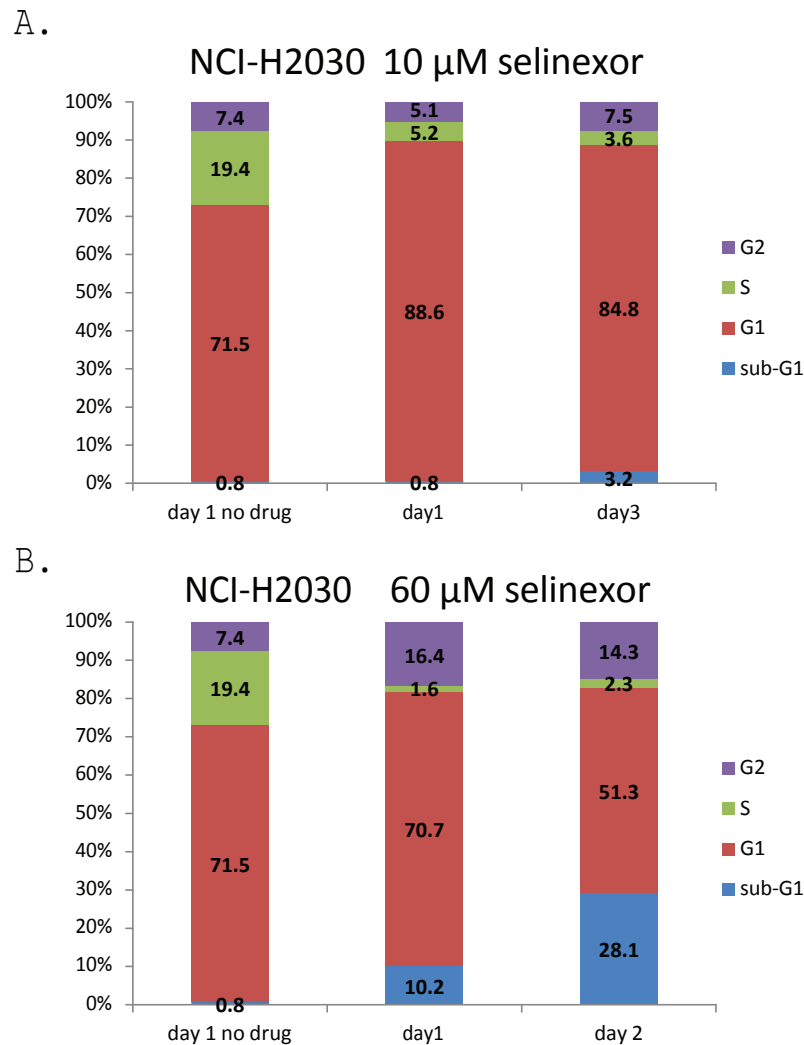 A.
NCI-H2030 10 µM selinexor
100%
90%
80%
70%
60%
50%
40%
30%
20%
10%
0%
7.4
19.4
71.5
0.8
5.1
5.2
88.6
0.8
7.5
3.6
84.8
3.2
day 1 no drug
day1
day3
G2
S
G1
sub-G1
B.
NCI-H2030 60 µM selinexor
100%
90%
80%
70%
60%
50%
40%
30%
20%
10%
0%
7.4
19.4
71.5
0.8
16.4
1.6
70.7
10.2
14.3
2.3
51.3
28.1
day 1 no drug
day1
day 2
G2
S
G1
sub-G1